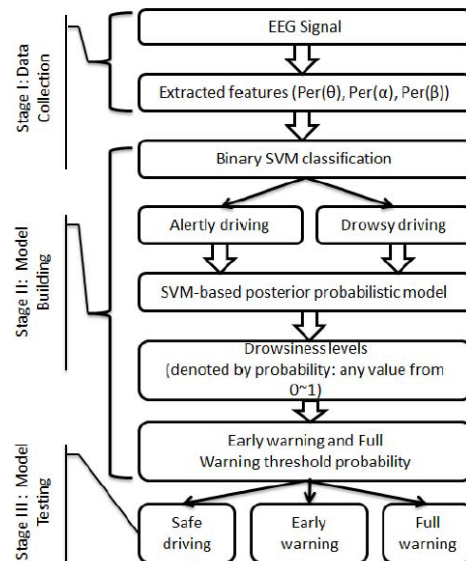 Stage I: Data
Collection
EEG Signal
Extracted features (Per(θ), Per(α), Per(β))
Stage II: Model
Building
Binary SVM classification
Alertly driving
Drowsy driving
SVM-based posterior probabilistic model
Drowsiness levels
(denoted by probability: any value from
0~1)
Early warning and Full
Warning threshold probability
Stage III: Model
Testing
Safe
driving
Early
warning
Full
warning